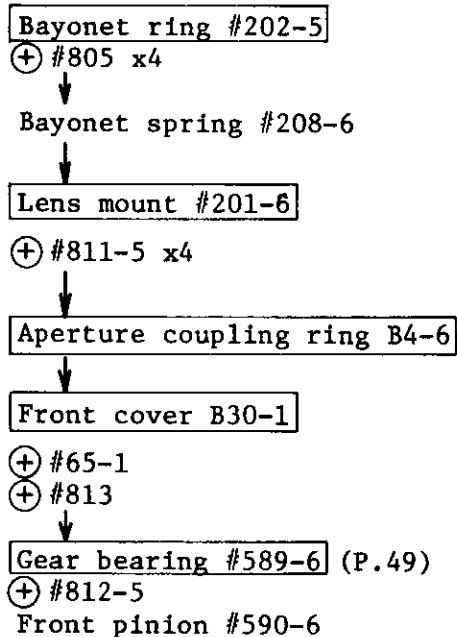 Bayonet ring #202-5
⊕ #805 x4
Bayonet spring #208-6
Lens mount #201-6
⊕ #811-5 x4
Aperture coupling ring B4-6
Front cover B30-1
⊕ #65-1
⊕ #813
Gear bearing #589-6 (P.49)
⊕ #812-5
Front pinion #590-6